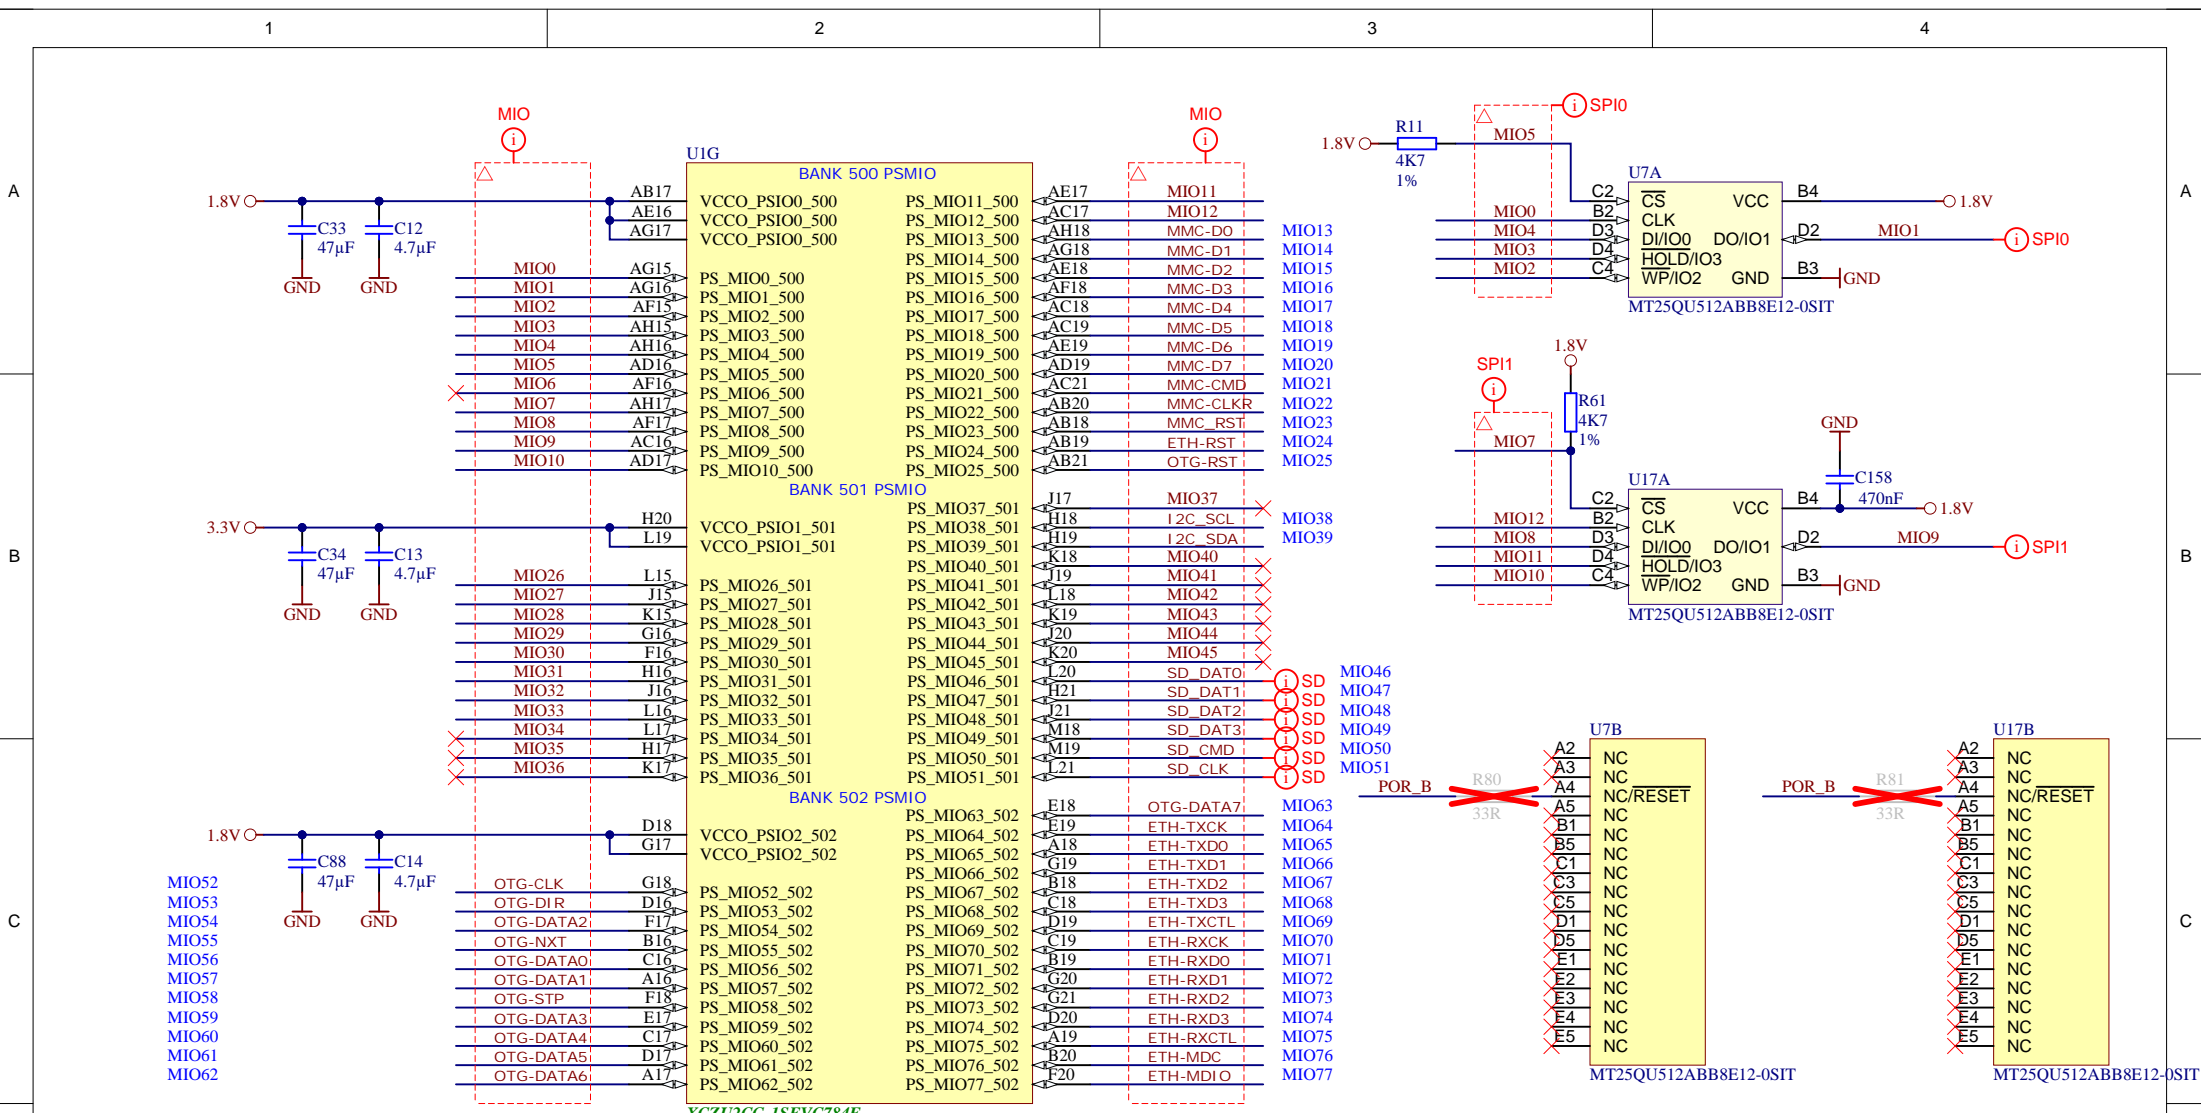 1 2 3 4
A
B
C
A
B
C
MIO
MIO
U1G
BANK 500 PSMIO
1.8V
C33
47µF
GND
C12
4.7µF
GND
AB17 VCCO_PSIO0_500
AE16 VCCO_PSIO0_500
AG17 VCCO_PSIO0_500
MIO0 AG15 PS_MIO0_500
MIO1 AG16 PS_MIO1_500
MIO2 AF15 PS_MIO2_500
MIO3 AH15 PS_MIO3_500
MIO4 AH16 PS_MIO4_500
MIO5 AD16 PS_MIO5_500
MIO6 AF16 PS_MIO6_500
MIO7 AH17 PS_MIO7_500
MIO8 AF17 PS_MIO8_500
MIO9 AC16 PS_MIO9_500
MIO10 AD17 PS_MIO10_500
PS_MIO11_500 AE17 MIO11
PS_MIO12_500 AC17 MIO12
PS_MIO13_500 AH18 MMC-D0 MIO13
PS_MIO14_500 AG18 MMC-D1 MIO14
PS_MIO15_500 AE18 MMC-D2 MIO15
PS_MIO16_500 AF18 MMC-D3 MIO16
PS_MIO17_500 AC18 MMC-D4 MIO17
PS_MIO18_500 AC19 MMC-D5 MIO18
PS_MIO19_500 AE19 MMC-D6 MIO19
PS_MIO20_500 AD19 MMC-D7 MIO20
PS_MIO21_500 AC21 MMC-CMD MIO21
PS_MIO22_500 AB20 MMC-CLKR MIO22
PS_MIO23_500 AB18 MMC_RST MIO23
PS_MIO24_500 AB19 ETH-RST MIO24
PS_MIO25_500 AB21 OTG-RST MIO25
BANK 501 PSMIO
3.3V
C34
47µF
GND
C13
4.7µF
GND
H20 VCCO_PSIO1_501
L19 VCCO_PSIO1_501
MIO26 L15 PS_MIO26_501
MIO27 J15 PS_MIO27_501
MIO28 K15 PS_MIO28_501
MIO29 G16 PS_MIO29_501
MIO30 F16 PS_MIO30_501
MIO31 H16 PS_MIO31_501
MIO32 J16 PS_MIO32_501
MIO33 L16 PS_MIO33_501
MIO34 L17 PS_MIO34_501
MIO35 H17 PS_MIO35_501
MIO36 K17 PS_MIO36_501
PS_MIO37_501 J17 MIO37
PS_MIO38_501 H18 I2C_SCL MIO38
PS_MIO39_501 H19 I2C_SDA MIO39
PS_MIO40_501 K18 MIO40
PS_MIO41_501 J19 MIO41
PS_MIO42_501 L18 MIO42
PS_MIO43_501 K19 MIO43
PS_MIO44_501 J20 MIO44
PS_MIO45_501 K20 MIO45
PS_MIO46_501 L20 SD_DAT0 SD MIO46
PS_MIO47_501 H21 SD_DAT1 SD MIO47
PS_MIO48_501 J21 SD_DAT2 SD MIO48
PS_MIO49_501 M18 SD_DAT3 SD MIO49
PS_MIO50_501 M19 SD_CMD SD MIO50
PS_MIO51_501 L21 SD_CLK SD MIO51
BANK 502 PSMIO
1.8V
C88
47µF
GND
C14
4.7µF
GND
D18 VCCO_PSIO2_502
G17 VCCO_PSIO2_502
MIO52 OTG-CLK G18 PS_MIO52_502
MIO53 OTG-DIR D16 PS_MIO53_502
MIO54 OTG-DATA2 F17 PS_MIO54_502
MIO55 OTG-NXT B16 PS_MIO55_502
MIO56 OTG-DATA0 C16 PS_MIO56_502
MIO57 OTG-DATA1 A16 PS_MIO57_502
MIO58 OTG-STP F18 PS_MIO58_502
MIO59 OTG-DATA3 E17 PS_MIO59_502
MIO60 OTG-DATA4 C17 PS_MIO60_502
MIO61 OTG-DATA5 D17 PS_MIO61_502
MIO62 OTG-DATA6 A17 PS_MIO62_502
PS_MIO63_502 E18 OTG-DATA7 MIO63
PS_MIO64_502 E19 ETH-TXCK MIO64
PS_MIO65_502 A18 ETH-TXD0 MIO65
PS_MIO66_502 G19 ETH-TXD1 MIO66
PS_MIO67_502 B18 ETH-TXD2 MIO67
PS_MIO68_502 C18 ETH-TXD3 MIO68
PS_MIO69_502 D19 ETH-TXCTL MIO69
PS_MIO70_502 C19 ETH-RXCK MIO70
PS_MIO71_502 B19 ETH-RXD0 MIO71
PS_MIO72_502 G20 ETH-RXD1 MIO72
PS_MIO73_502 G21 ETH-RXD2 MIO73
PS_MIO74_502 D20 ETH-RXD3 MIO74
PS_MIO75_502 A19 ETH-RXCTL MIO75
PS_MIO76_502 B20 ETH-MDC MIO76
PS_MIO77_502 F20 ETH-MDIO MIO77
XCZU2CG-1SFVC784E
SPI0
1.8V
R11
4K7
1%
MIO5
U7A
C2 CS VCC B4 1.8V
MIO0 B2 CLK
MIO4 D3 DI/IO0 DO/IO1 D2 MIO1 SPI0
MIO3 D4 HOLD/IO3
MIO2 C4 WP/IO2 GND B3 GND
MT25QU512ABB8E12-0SIT
SPI1
1.8V
R61
4K7
1%
MIO7
GND
C158
470nF
U17A
C2 CS VCC B4 1.8V
MIO12 B2 CLK
MIO8 D3 DI/IO0 DO/IO1 D2 MIO9 SPI1
MIO11 D4 HOLD/IO3
MIO10 C4 WP/IO2 GND B3 GND
MT25QU512ABB8E12-0SIT
U7B
A2 NC
A3 NC
POR_B R80 33R A4 NC/RESET
A5 NC
B1 NC
B5 NC
C1 NC
C3 NC
C5 NC
D1 NC
D5 NC
E1 NC
E2 NC
E3 NC
E4 NC
E5 NC
MT25QU512ABB8E12-0SIT
U17B
A2 NC
A3 NC
POR_B R81 33R A4 NC/RESET
A5 NC
B1 NC
B5 NC
C1 NC
C3 NC
C5 NC
D1 NC
D5 NC
E1 NC
E2 NC
E3 NC
E4 NC
E5 NC
MT25QU512ABB8E12-0SIT